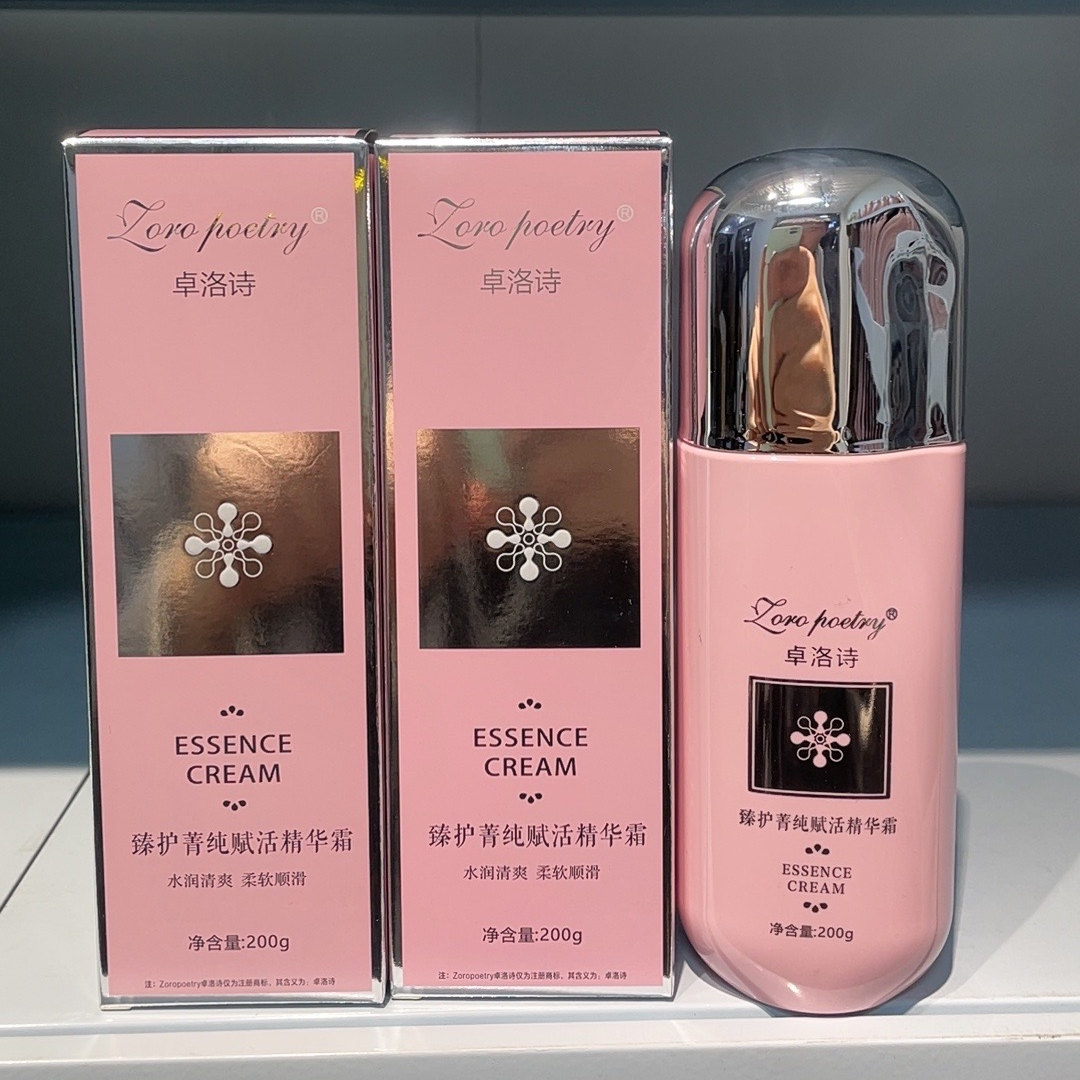 Zoro poetry®
卓洛诗
ESSENCE
CREAM
臻护菁纯赋活精华霜
水润清爽 柔软顺滑
净含量:200g
注：Zoropoetry卓洛诗仅为注册商标，其含义为：卓洛诗
Zoro poetry®
卓洛诗
ESSENCE
CREAM
臻护菁纯赋活精华霜
水润清爽 柔软顺滑
净含量:200g
注：Zoropoetry卓洛诗仅为注册商标，其含义为：卓洛诗
Zoro poetry®
卓洛诗
臻护菁纯赋活精华霜
ESSENCE
CREAM
净含量:200g